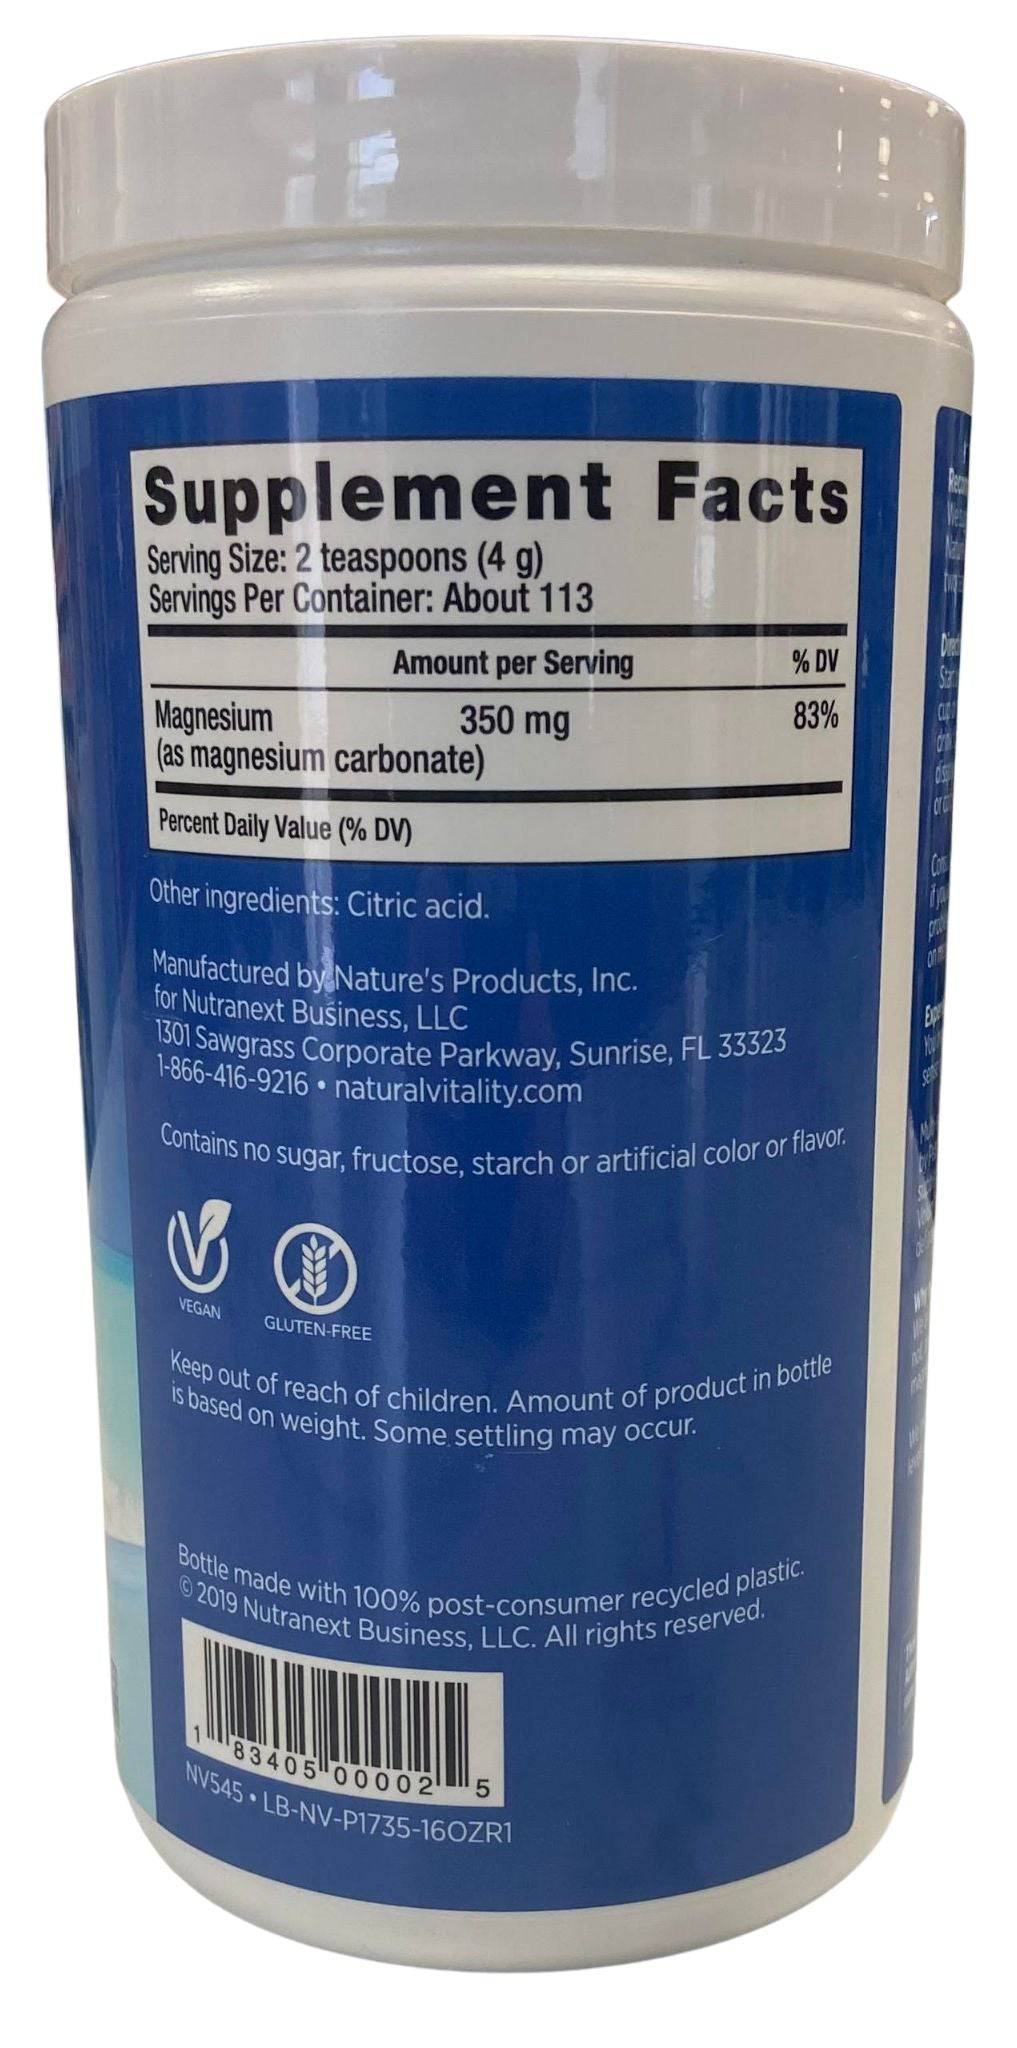 Supplement Facts
Serving Size: 2 teaspoons (4 g)
Servings Per Container: About 113
Amount per Serving % DV
Magnesium 350 mg 83%
(as magnesium carbonate)
Percent Daily Value (% DV)
Other ingredients: Citric acid.
Manufactured by Nature's Products, Inc.
for Nutranext Business, LLC
1301 Sawgrass Corporate Parkway, Sunrise, FL 33323
1-866-416-9216 • naturalvitality.com
Contains no sugar, fructose, starch or artificial color or flavor.
VEGAN
GLUTEN-FREE
Keep out of reach of children. Amount of product in bottle
is based on weight. Some settling may occur.
Bottle made with 100% post-consumer recycled plastic.
© 2019 Nutranext Business, LLC. All rights reserved.
1 83405 00002 5
NV545 • LB-NV-P1735-16OZR1